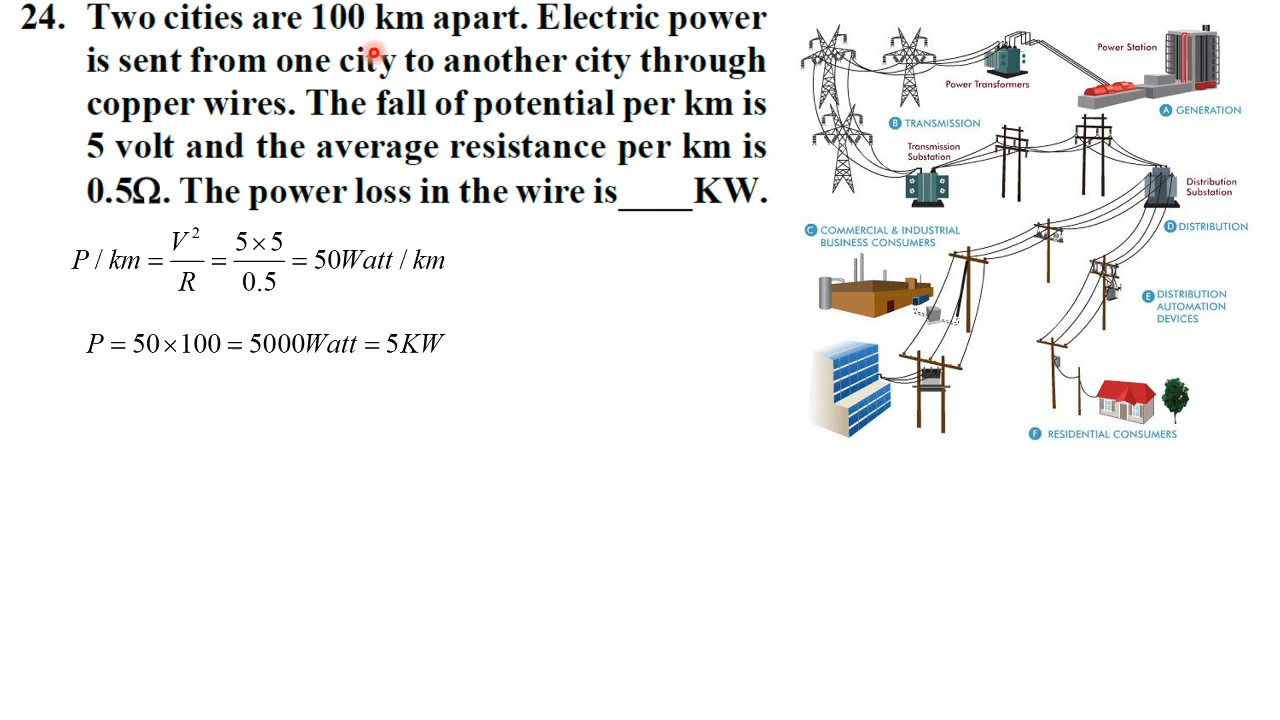 24. Two cities are 100 km apart. Electric power
is sent from one city to another city through
copper wires. The fall of potential per km is
5 volt and the average resistance per km is
0.5Ω. The power loss in the wire is____KW.
P / km = V² / R = 5×5 / 0.5 = 50Watt / km
P = 50×100 = 5000Watt = 5KW
Power Station
Power Transformers
A GENERATION
B TRANSMISSION
Transmission
Substation
Distribution
Substation
C COMMERCIAL & INDUSTRIAL
BUSINESS CONSUMERS
D DISTRIBUTION
E DISTRIBUTION
AUTOMATION
DEVICES
F RESIDENTIAL CONSUMERS